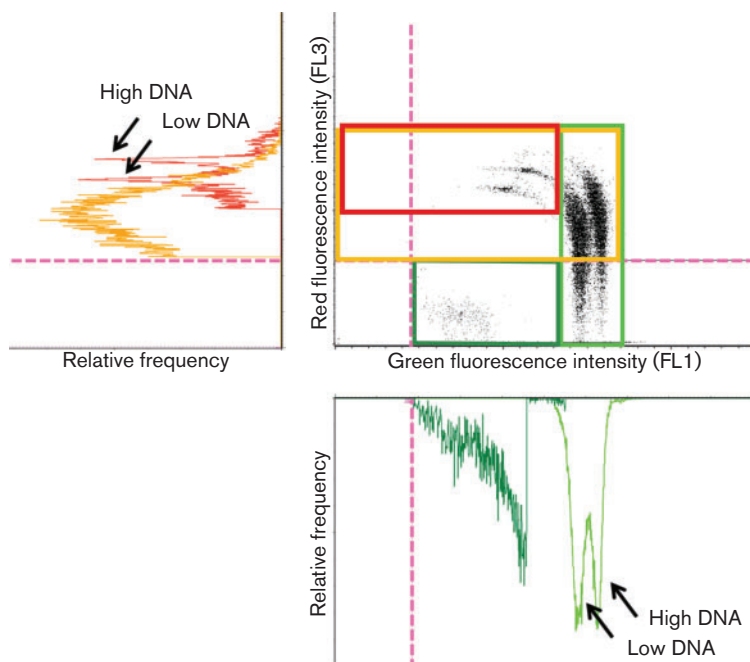 High DNA
Low DNA
Relative frequency
Red fluorescence intensity (FL3)
Green fluorescence intensity (FL1)
Relative frequency
High DNA
Low DNA